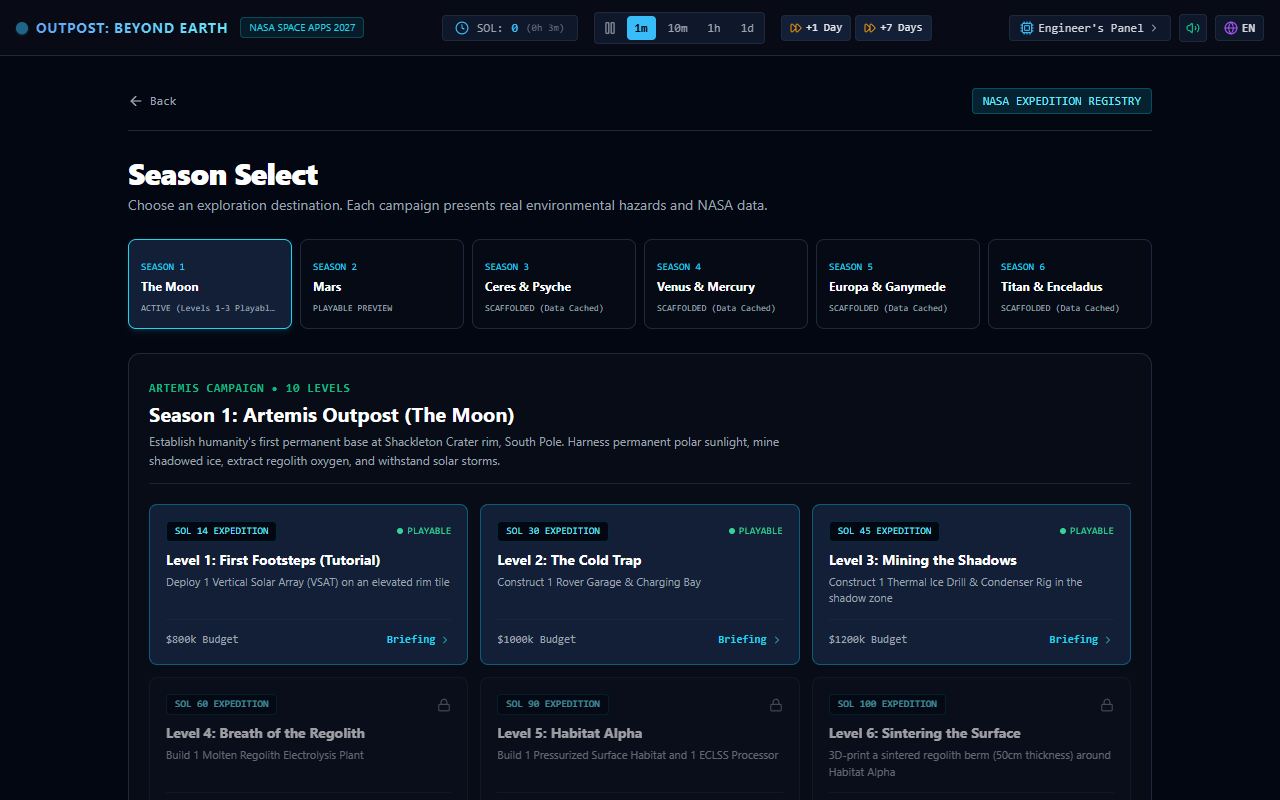 OUTPOST: BEYOND EARTH
NASA SPACE APPS 2027
SOL: 0 (0h 3m)
1m 10m 1h 1d
+1 Day
+7 Days
Engineer's Panel
EN
Back
NASA EXPEDITION REGISTRY
Season Select
Choose an exploration destination. Each campaign presents real environmental hazards and NASA data.
SEASON 1
The Moon
ACTIVE (Levels 1-3 Playabl…
SEASON 2
Mars
PLAYABLE PREVIEW
SEASON 3
Ceres & Psyche
SCAFFOLDED (Data Cached)
SEASON 4
Venus & Mercury
SCAFFOLDED (Data Cached)
SEASON 5
Europa & Ganymede
SCAFFOLDED (Data Cached)
SEASON 6
Titan & Enceladus
SCAFFOLDED (Data Cached)
ARTEMIS CAMPAIGN • 10 LEVELS
Season 1: Artemis Outpost (The Moon)
Establish humanity's first permanent base at Shackleton Crater rim, South Pole. Harness permanent polar sunlight, mine
shadowed ice, extract regolith oxygen, and withstand solar storms.
SOL 14 EXPEDITION
PLAYABLE
Level 1: First Footsteps (Tutorial)
Deploy 1 Vertical Solar Array (VSAT) on an elevated rim tile
$800k Budget
Briefing
SOL 30 EXPEDITION
PLAYABLE
Level 2: The Cold Trap
Construct 1 Rover Garage & Charging Bay
$1000k Budget
Briefing
SOL 45 EXPEDITION
PLAYABLE
Level 3: Mining the Shadows
Construct 1 Thermal Ice Drill & Condenser Rig in the
shadow zone
$1200k Budget
Briefing
SOL 60 EXPEDITION
Level 4: Breath of the Regolith
Build 1 Molten Regolith Electrolysis Plant
SOL 90 EXPEDITION
Level 5: Habitat Alpha
Build 1 Pressurized Surface Habitat and 1 ECLSS Processor
SOL 100 EXPEDITION
Level 6: Sintering the Surface
3D-print a sintered regolith berm (50cm thickness) around
Habitat Alpha